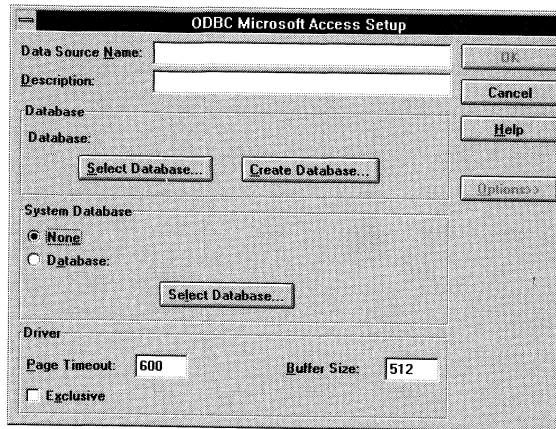 ODBC Microsoft Access Setup
Data Source Name:
OK
Description:
Cancel
Database
Help
Database:
Select Database...
Create Database...
Options>>
System Database
None
Database:
Select Database...
Driver
Page Timeout: 600
Buffer Size: 512
Exclusive